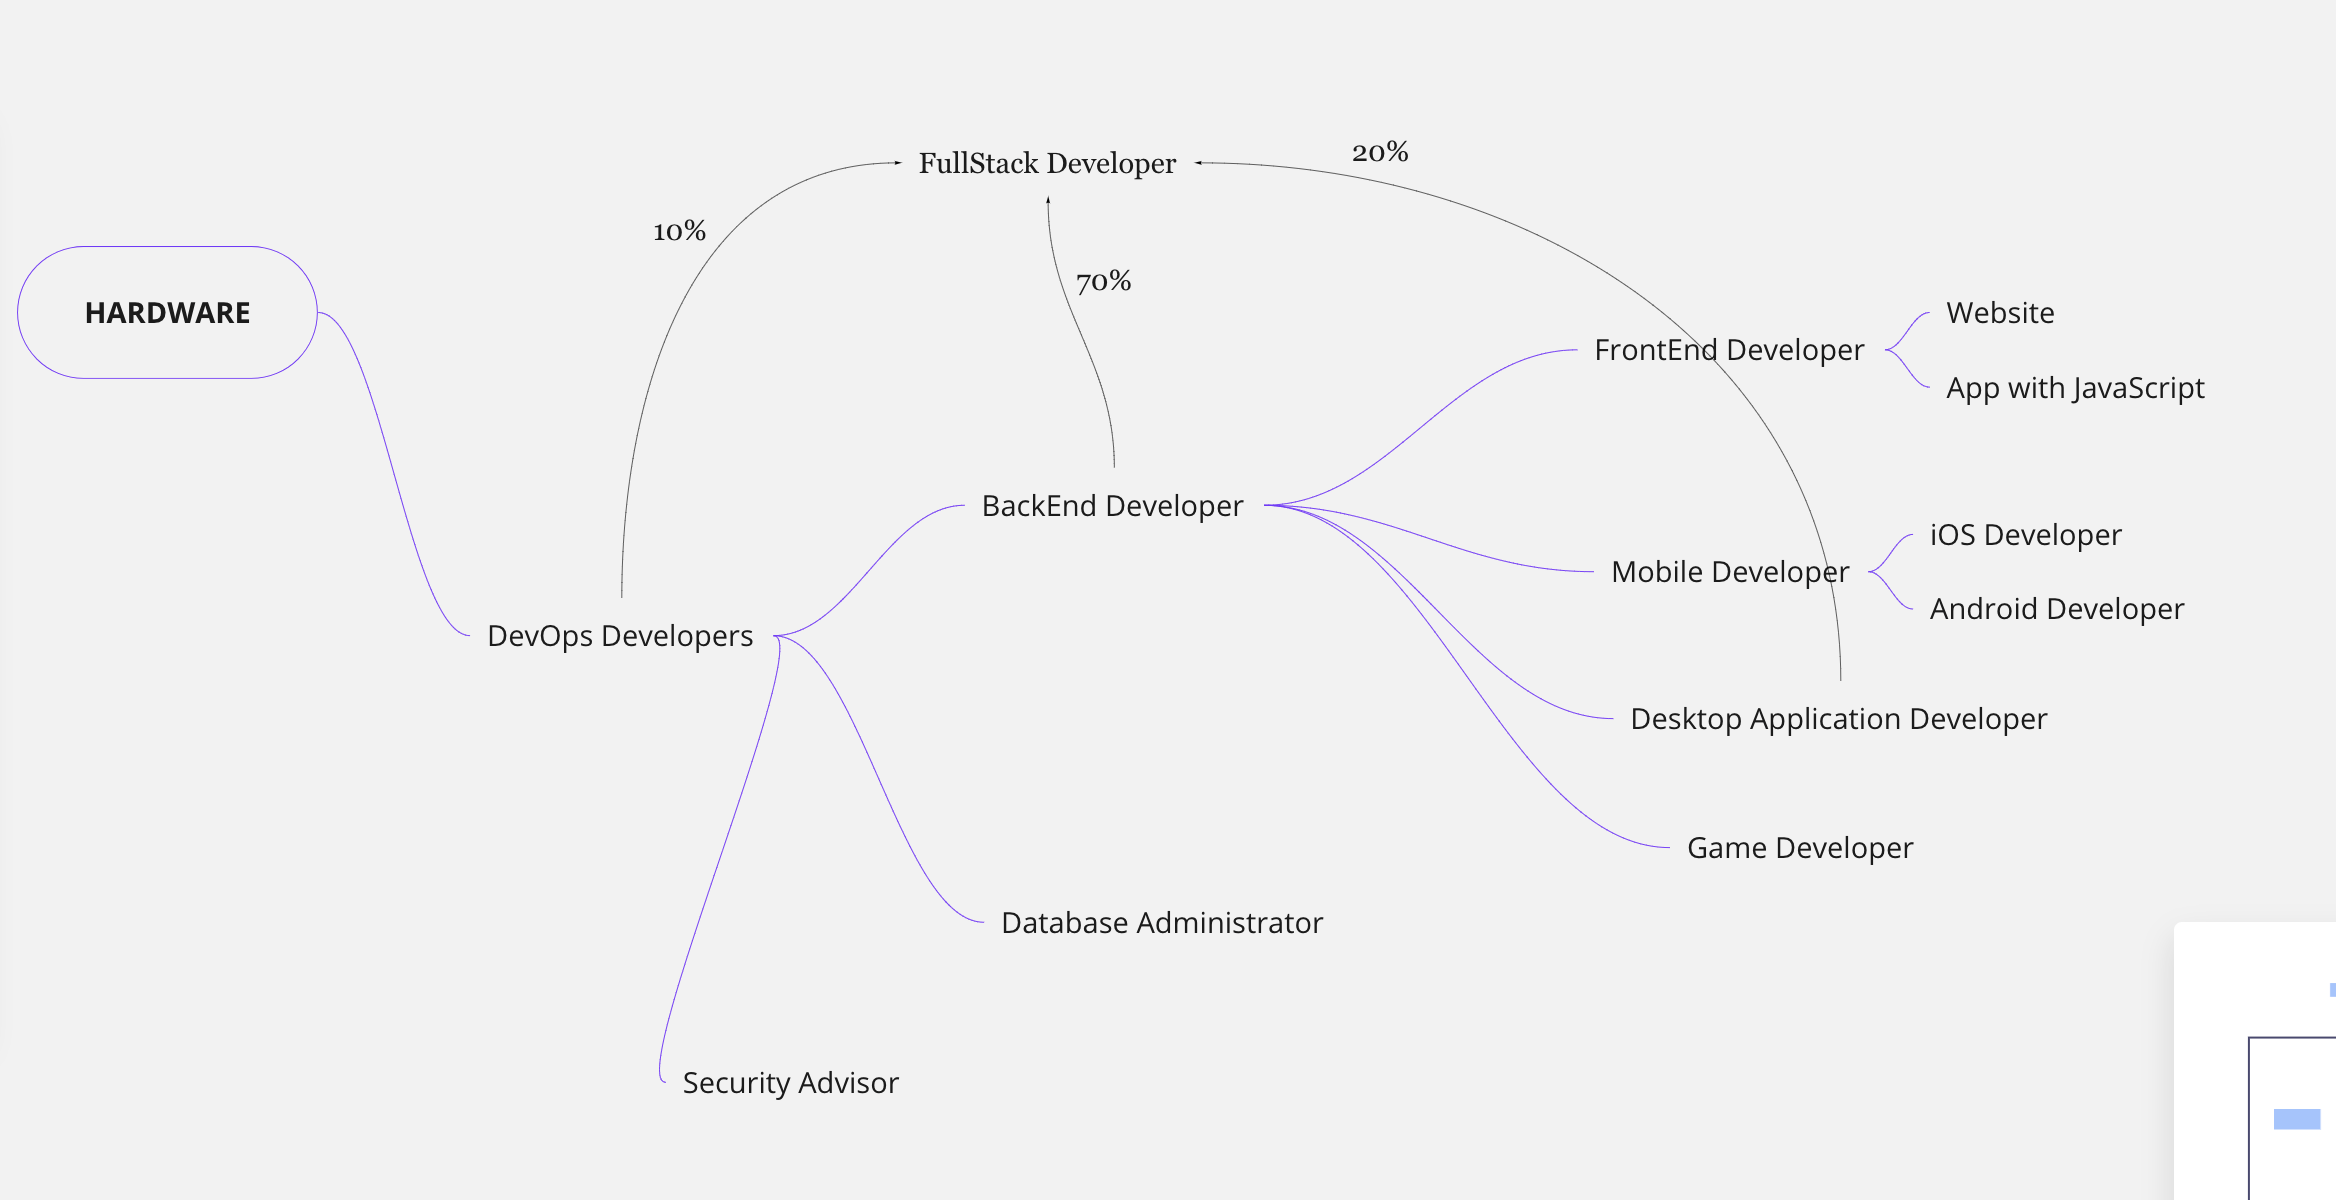 20%
FullStack Developer
10%
70%
HARDWARE
Website
FrontEnd Developer
App with JavaScript
BackEnd Developer
iOS Developer
Mobile Developer
Android Developer
DevOps Developers
Desktop Application Developer
Game Developer
Database Administrator
Security Advisor